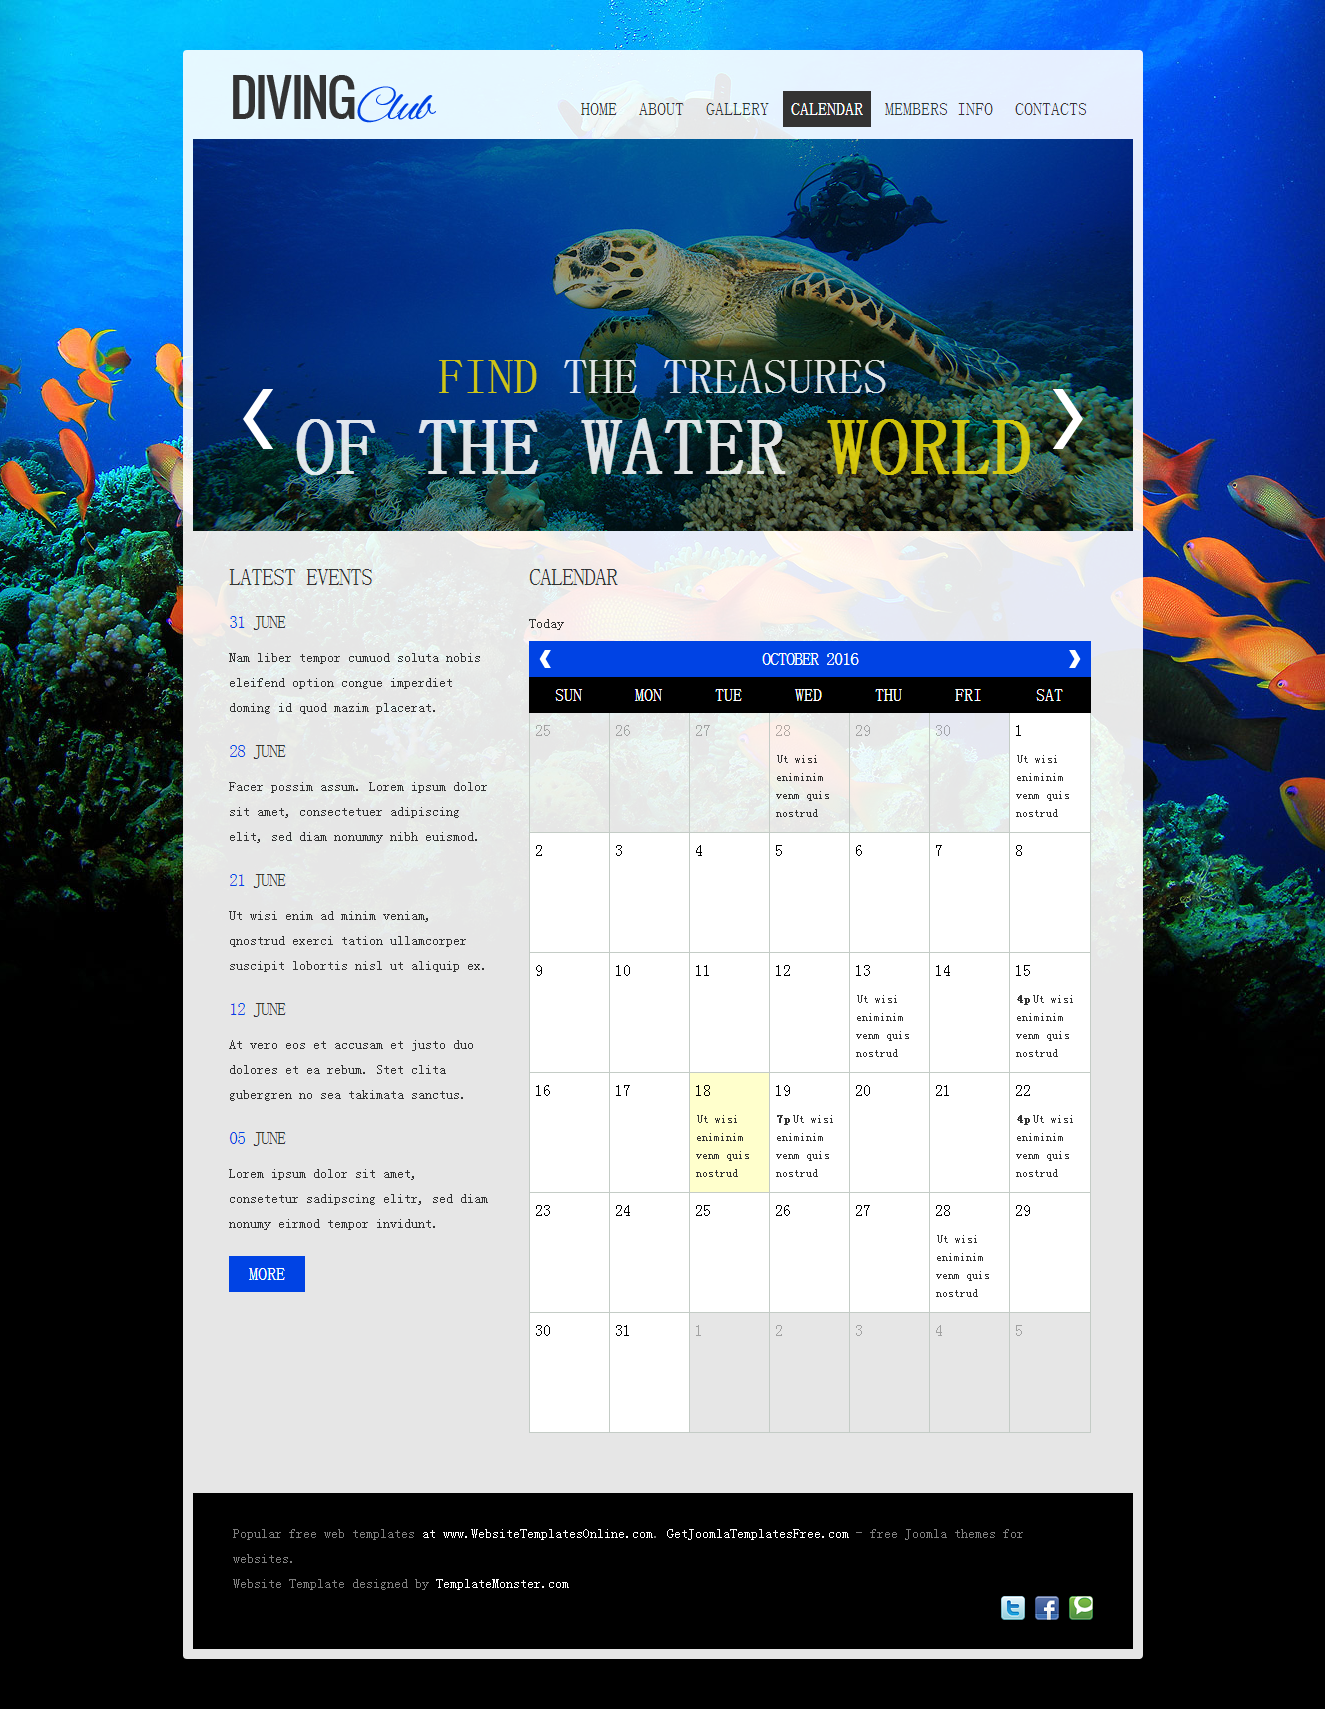 DIVING Club
HOME ABOUT GALLERY CALENDAR MEMBERS INFO CONTACTS
FIND THE TREASURES
OF THE WATER WORLD
LATEST EVENTS
31 JUNE
Nam liber tempor cumuod soluta nobis
eleifend option congue imperdiet
doming id quod mazim placerat.
28 JUNE
Facer possim assum. Lorem ipsum dolor
sit amet, consectetuer adipiscing
elit, sed diam nonummy nibh euismod.
21 JUNE
Ut wisi enim ad minim veniam,
qnostrud exerci tation ullamcorper
suscipit lobortis nisl ut aliquip ex.
12 JUNE
At vero eos et accusam et justo duo
dolores et ea rebum. Stet clita
gubergren no sea takimata sanctus.
05 JUNE
Lorem ipsum dolor sit amet,
consetetur sadipscing elitr, sed diam
nonumy eirmod tempor invidunt.
MORE
CALENDAR
Today
OCTOBER 2016
SUN MON TUE WED THU FRI SAT
25 26 27 28 29 30 1
Ut wisi Ut wisi
eniminim eniminim
venm quis venm quis
nostrud nostrud
2 3 4 5 6 7 8
9 10 11 12 13 14 15
Ut wisi 4p Ut wisi
eniminim eniminim
venm quis venm quis
nostrud nostrud
16 17 18 19 20 21 22
Ut wisi 7p Ut wisi 4p Ut wisi
eniminim eniminim eniminim
venm quis venm quis venm quis
nostrud nostrud nostrud
23 24 25 26 27 28 29
Ut wisi
eniminim
venm quis
nostrud
30 31 1 2 3 4 5
Popular free web templates at www.WebsiteTemplatesOnline.com. GetJoomlaTemplatesFree.com - free Joomla themes for
websites.
Website Template designed by TemplateMonster.com